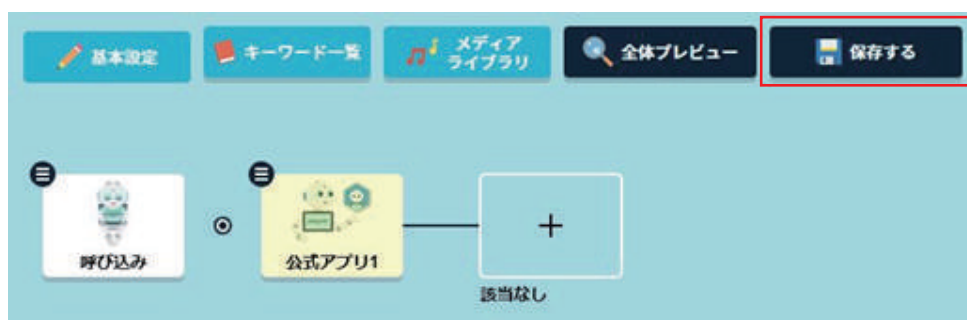 基本設定
キーワード一覧
メディア
ライブラリ
全体プレビュー
保存する
呼び込み
公式アプリ1
該当なし